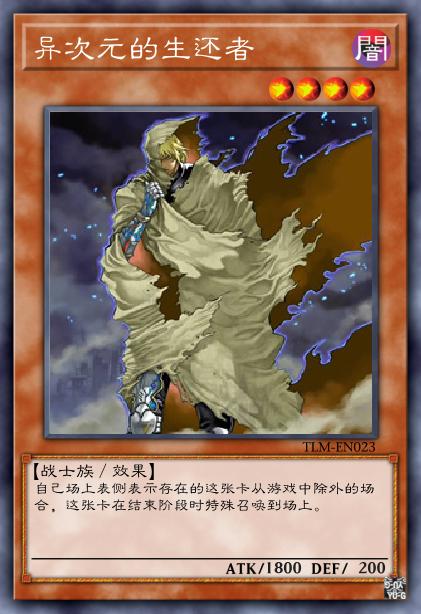 异次元的生还者
闇
TLM-EN023
【战士族/效果】
自己场上表侧表示存在的这张卡从游戏中除外的场
合，这张卡在结束阶段时特殊召唤到场上。
ATK/1800 DEF/ 200